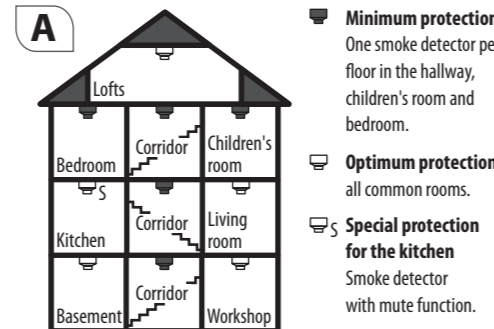 A
Lofts
Bedroom
Corridor
Children's
room
S
Kitchen
Corridor
Living
room
Basement
Corridor
Workshop
Minimum protection
One smoke detector pe
floor in the hallway,
children's room and
bedroom.
Optimum protection
all common rooms.
S Special protection
for the kitchen
Smoke detector
with mute function.